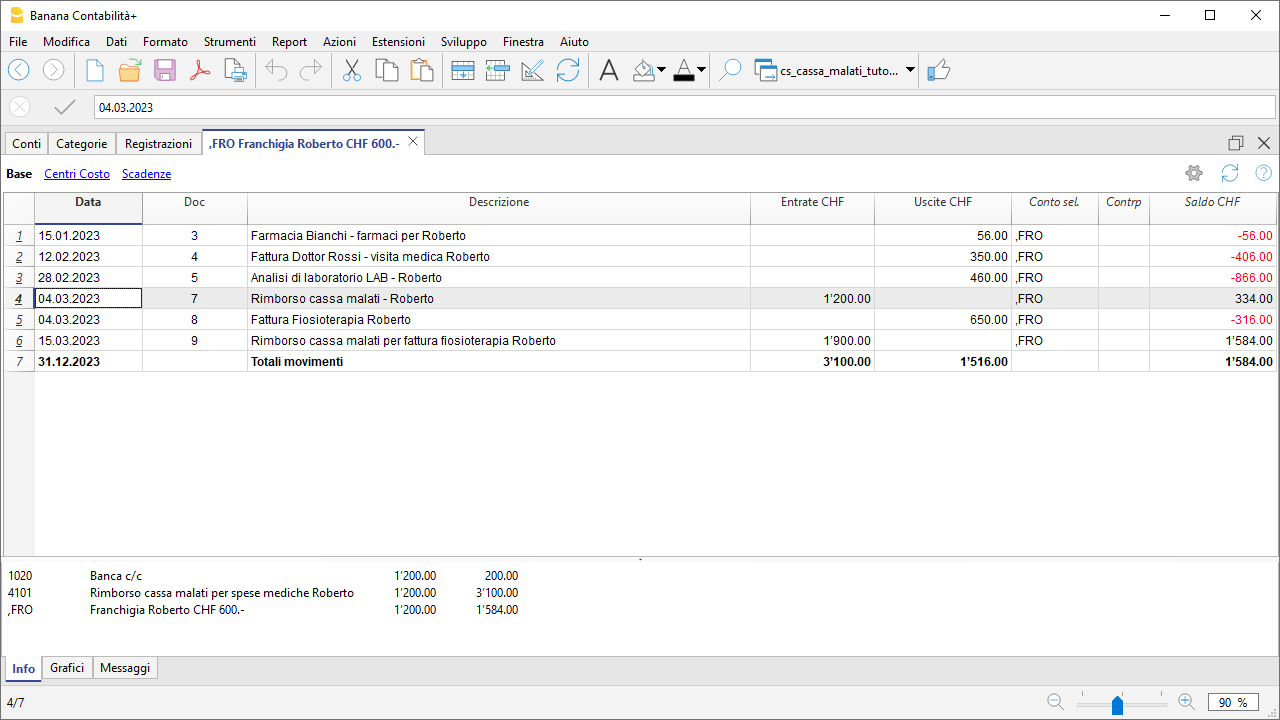 Banana Contabilità+
File Modifica Dati Formato Strumenti Report Azioni Estensioni Sviluppo Finestra Aiuto
cs_cassa_malati_tuto...
04.03.2023
Conti Categorie Registrazioni ,FRO Franchigia Roberto CHF 600.-
Base Centri Costo Scadenze
Data Doc Descrizione Entrate CHF Uscite CHF Conto sel. Contrp Saldo CHF
1 15.01.2023 3 Farmacia Bianchi - farmaci per Roberto 56.00 ,FRO -56.00
2 12.02.2023 4 Fattura Dottor Rossi - visita medica Roberto 350.00 ,FRO -406.00
3 28.02.2023 5 Analisi di laboratorio LAB - Roberto 460.00 ,FRO -866.00
4 04.03.2023 7 Rimborso cassa malati - Roberto 1'200.00 ,FRO 334.00
5 04.03.2023 8 Fattura Fiosioterapia Roberto 650.00 ,FRO -316.00
6 15.03.2023 9 Rimborso cassa malati per fattura fiosioterapia Roberto 1'900.00 ,FRO 1'584.00
7 31.12.2023 Totali movimenti 3'100.00 1'516.00 1'584.00
1020 Banca c/c 1'200.00 200.00
4101 Rimborso cassa malati per spese mediche Roberto 1'200.00 3'100.00
,FRO Franchigia Roberto CHF 600.- 1'200.00 1'584.00
Info Grafici Messaggi
4/7 90 %